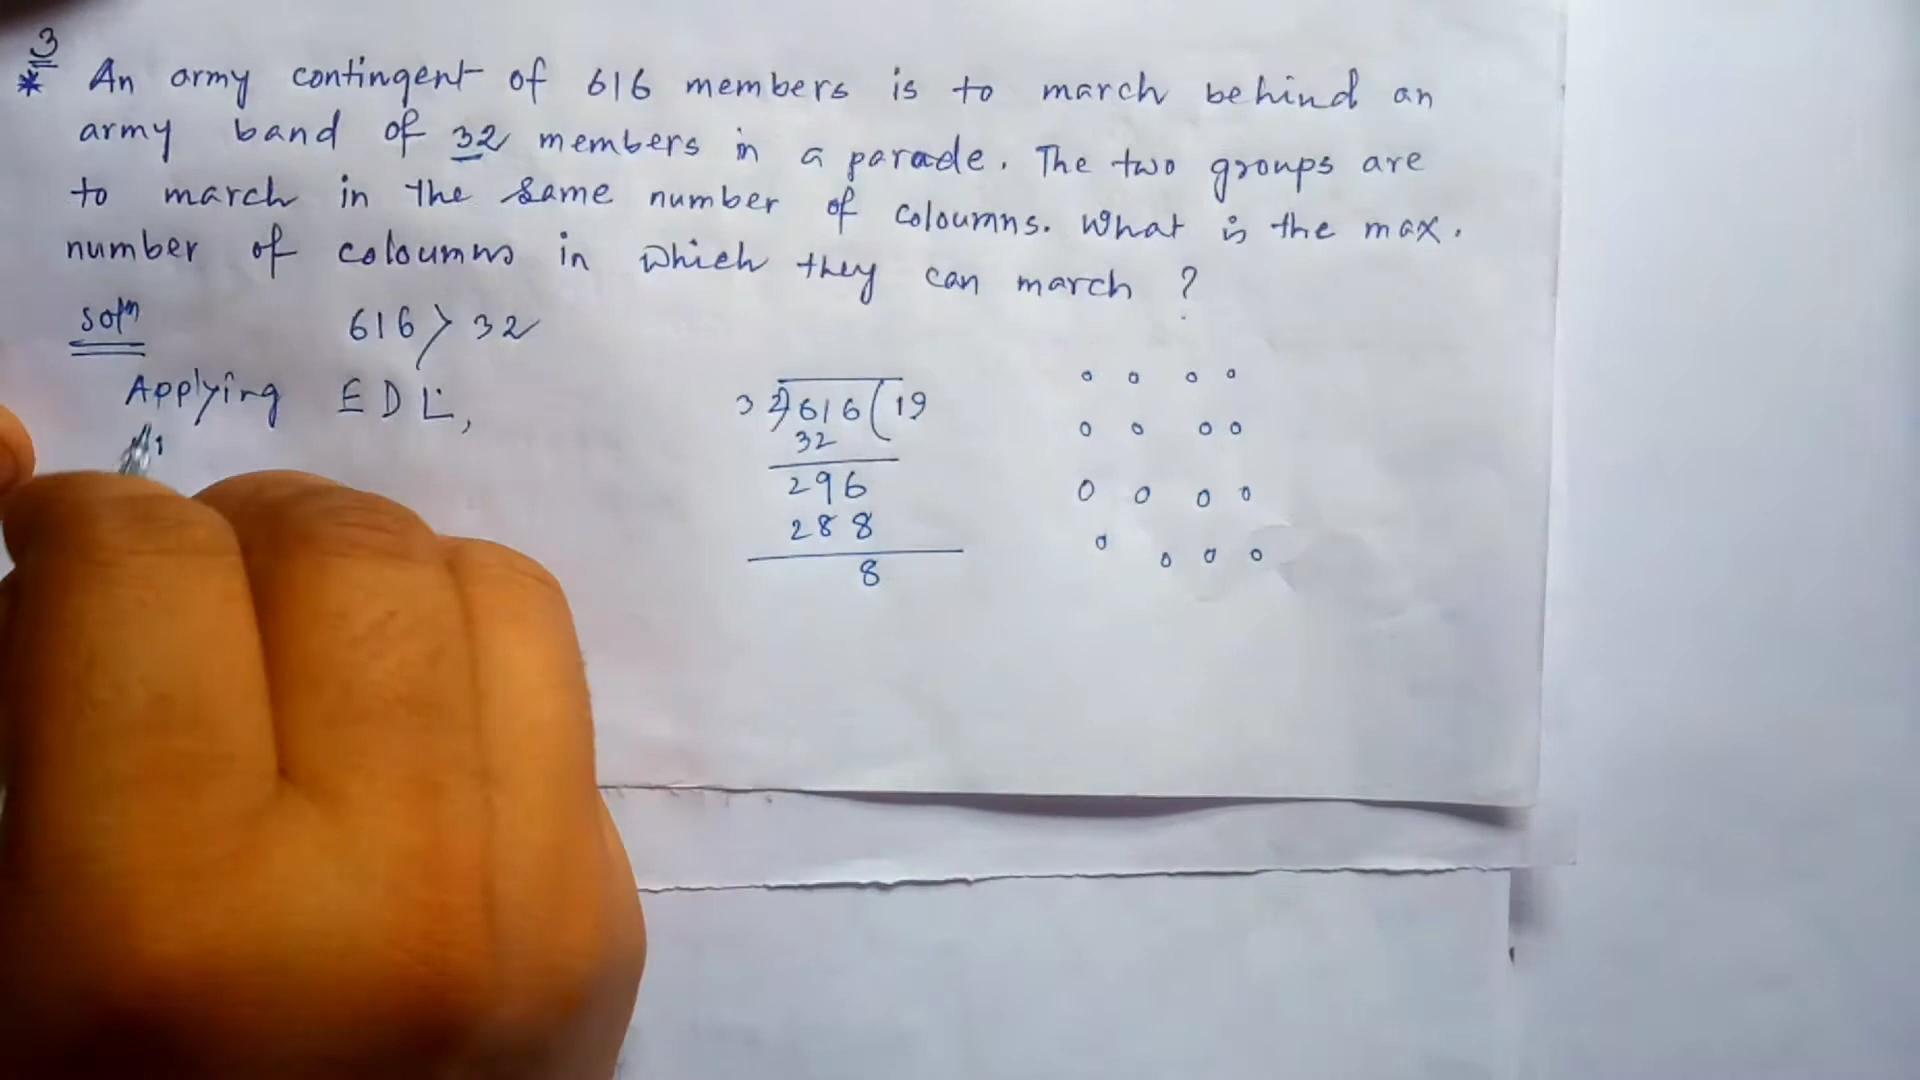 3
* An army contingent of 616 members is to march behind an
army band of 32 members in a parade. The two groups are
to march in the same number of coloumns. What is the max.
number of coloumns in which they can march ?
Soln 616 > 32
Applying EDL,
32)616(19
32
296
288
8